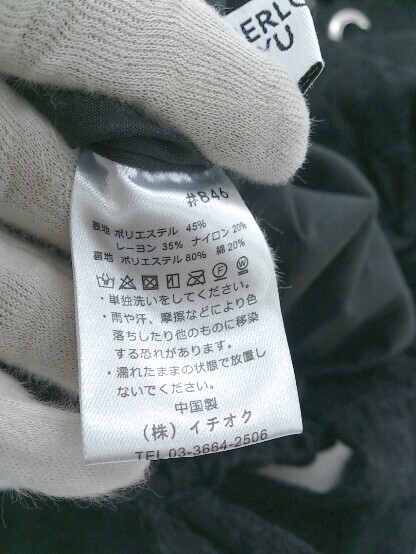 ERLO
YU
#846
表地 ポリエステル 45%
レーヨン 35% ナイロン 20%
裏地 ポリエステル 80% 綿 20%
・単独洗いをしてください。
・雨や汗、摩擦などにより色
落ちしたり他のものに移染
する恐れがあります。
・濡れたままの状態で放置し
ないでください。
中国製
(株) イチオク
TEL 03-3664-2506